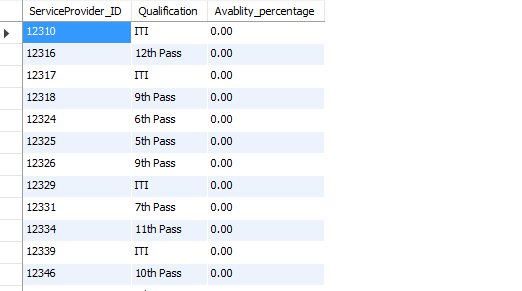 ServiceProvider_ID Qualification Avablity_percentage
12310 ITI 0.00
12316 12th Pass 0.00
12317 ITI 0.00
12318 9th Pass 0.00
12324 6th Pass 0.00
12325 5th Pass 0.00
12326 9th Pass 0.00
12329 ITI 0.00
12331 7th Pass 0.00
12334 11th Pass 0.00
12339 ITI 0.00
12346 10th Pass 0.00